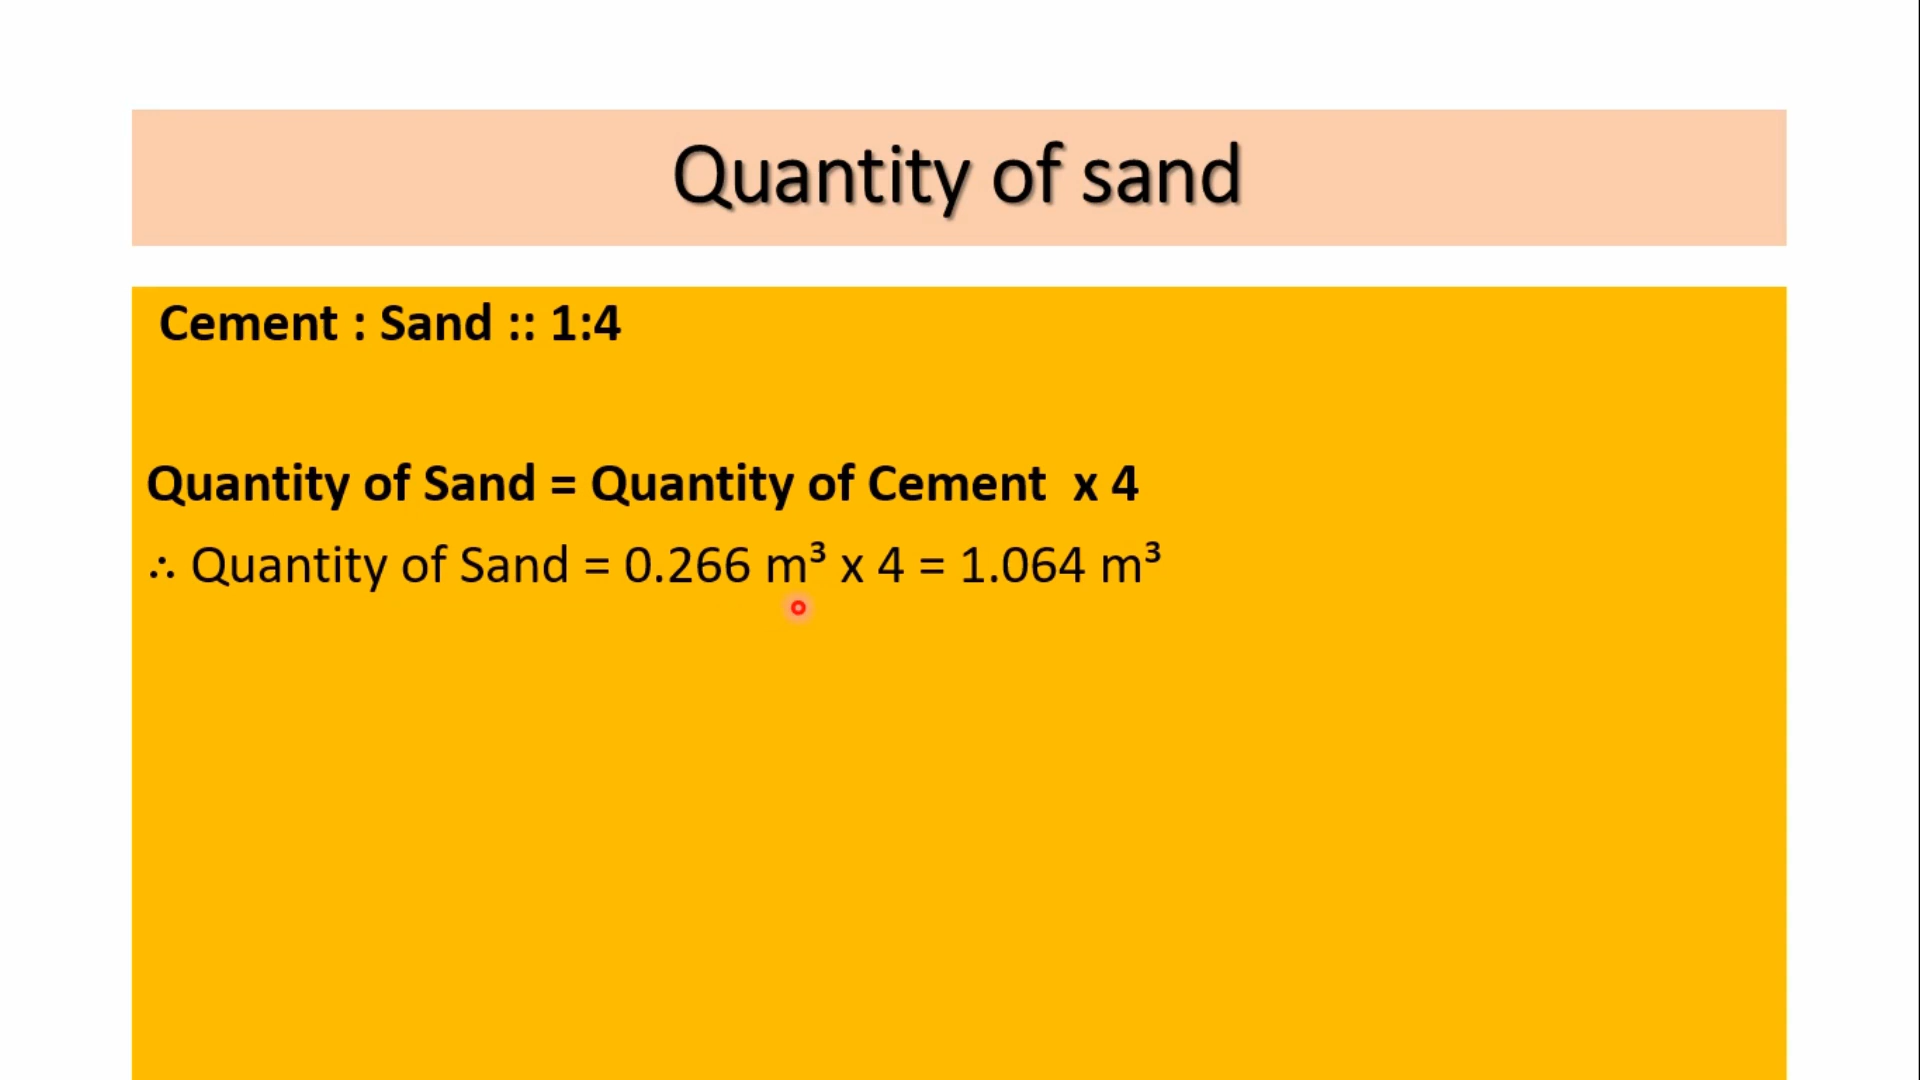 Quantity of sand
Cement : Sand :: 1:4
Quantity of Sand = Quantity of Cement  x 4
∴ Quantity of Sand = 0.266 m³ x 4 = 1.064 m³